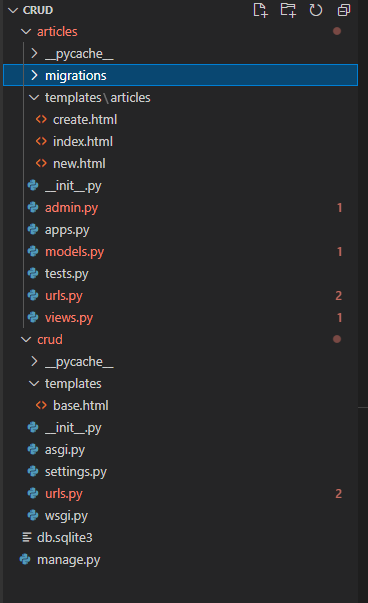 CRUD
articles
__pycache__
migrations
templates\articles
create.html
index.html
new.html
__init__.py
admin.py 1
apps.py
models.py 1
tests.py
urls.py 2
views.py 1
crud
__pycache__
templates
base.html
__init__.py
asgi.py
settings.py
urls.py 2
wsgi.py
db.sqlite3
manage.py